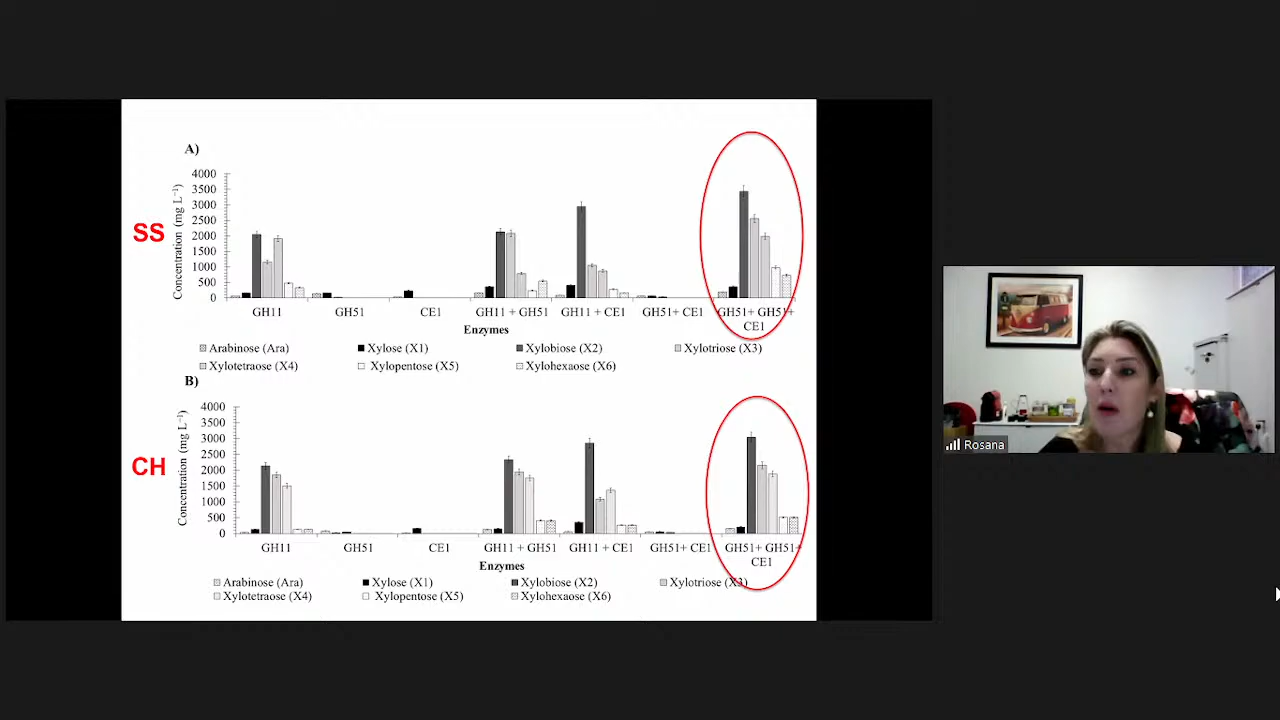 A)
SS
Concentration (mg L⁻¹)
4000
3500
3000
2500
2000
1500
1000
500
0
GH11 GH51 CE1 GH11 + GH51 GH11 + CE1 GH51+ CE1 GH51+ GH51+
CE1
Enzymes
Arabinose (Ara) Xylose (X1) Xylobiose (X2) Xylotriose (X3)
Xylotetraose (X4) Xylopentose (X5) Xylohexaose (X6)
B)
CH
Concentration (mg L⁻¹)
4000
3500
3000
2500
2000
1500
1000
500
0
GH11 GH51 CE1 GH11 + GH51 GH11 + CE1 GH51+ CE1 GH51+ GH51+
CE1
Enzymes
Arabinose (Ara) Xylose (X1) Xylobiose (X2) Xylotriose (X3)
Xylotetraose (X4) Xylopentose (X5) Xylohexaose (X6)
Rosana